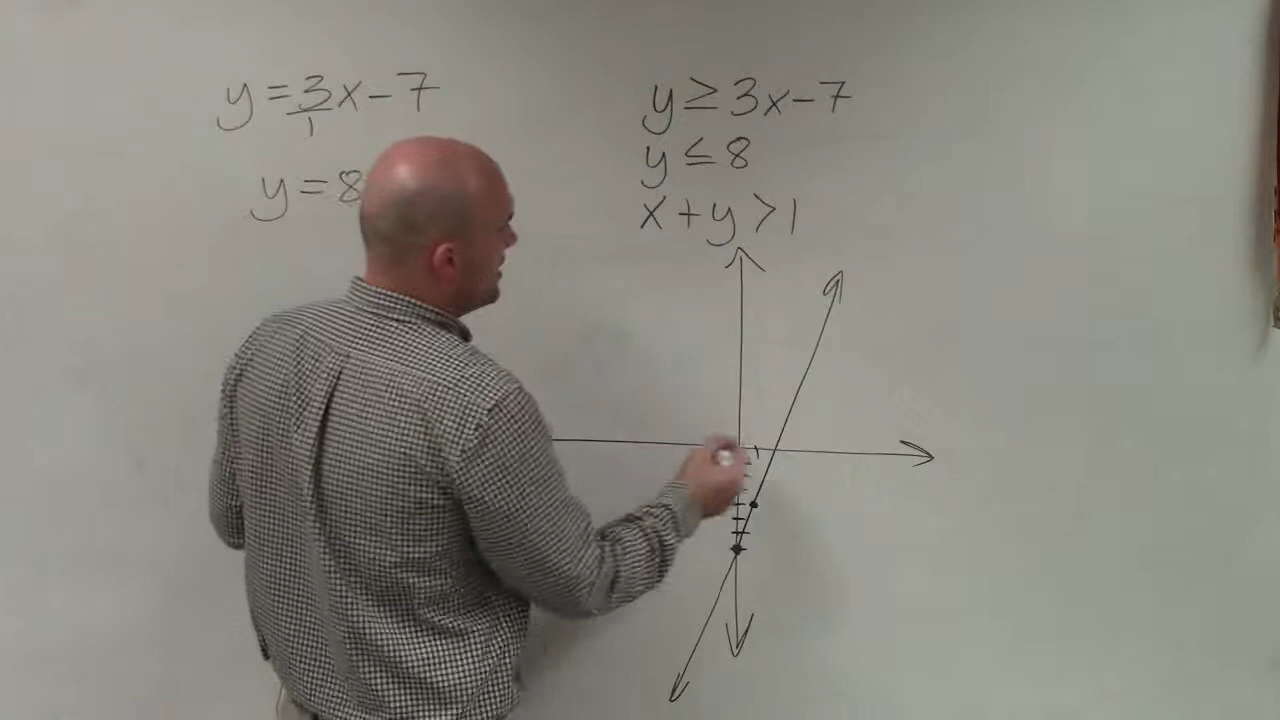 y = 3/1 x - 7
y = 8
y ≥ 3x - 7
y ≤ 8
x + y > 1